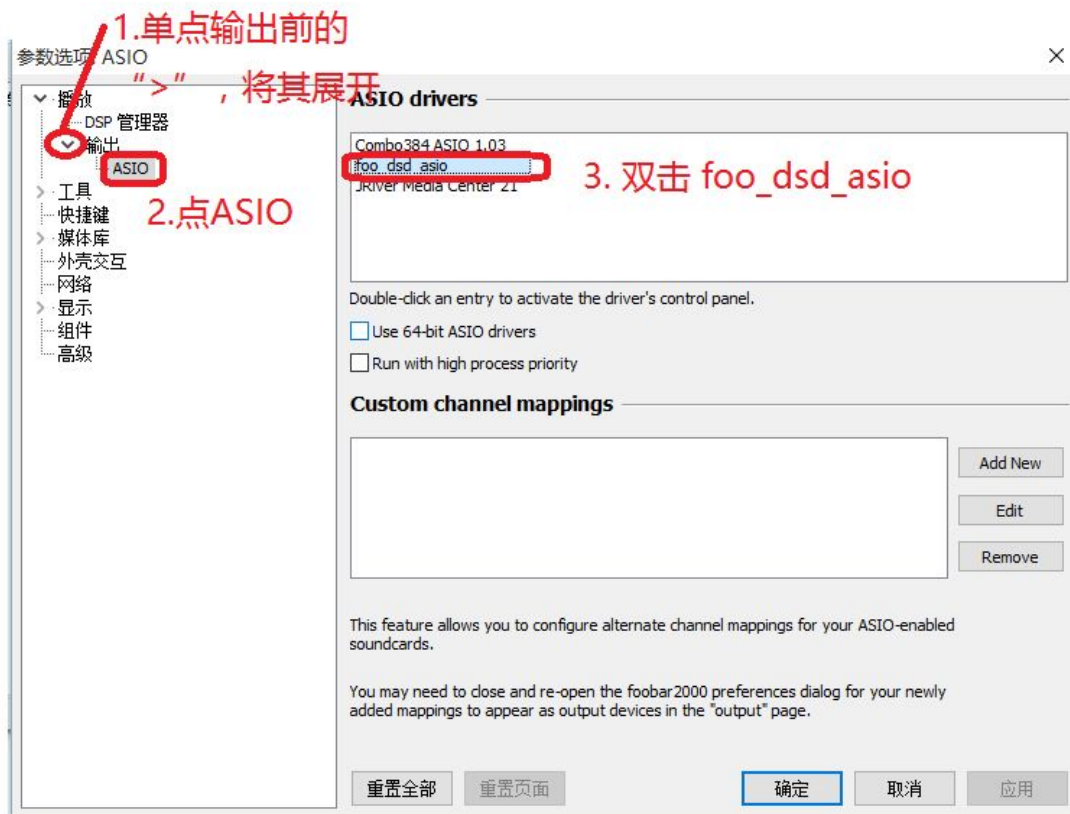 1.单点输出前的
“>”，将其展开
参数选项: ASIO
播放
DSP 管理器
输出
ASIO
2.点ASIO
工具
快捷键
媒体库
外壳交互
网络
显示
组件
高级
ASIO drivers
Combo384 ASIO 1.03
foo_dsd_asio
JRiver Media Center 21
3. 双击 foo_dsd_asio
Double-click an entry to activate the driver's control panel.
Use 64-bit ASIO drivers
Run with high process priority
Custom channel mappings
Add New
Edit
Remove
This feature allows you to configure alternate channel mappings for your ASIO-enabled
soundcards.
You may need to close and re-open the foobar2000 preferences dialog for your newly
added mappings to appear as output devices in the "output" page.
重置全部
重置页面
确定
取消
应用